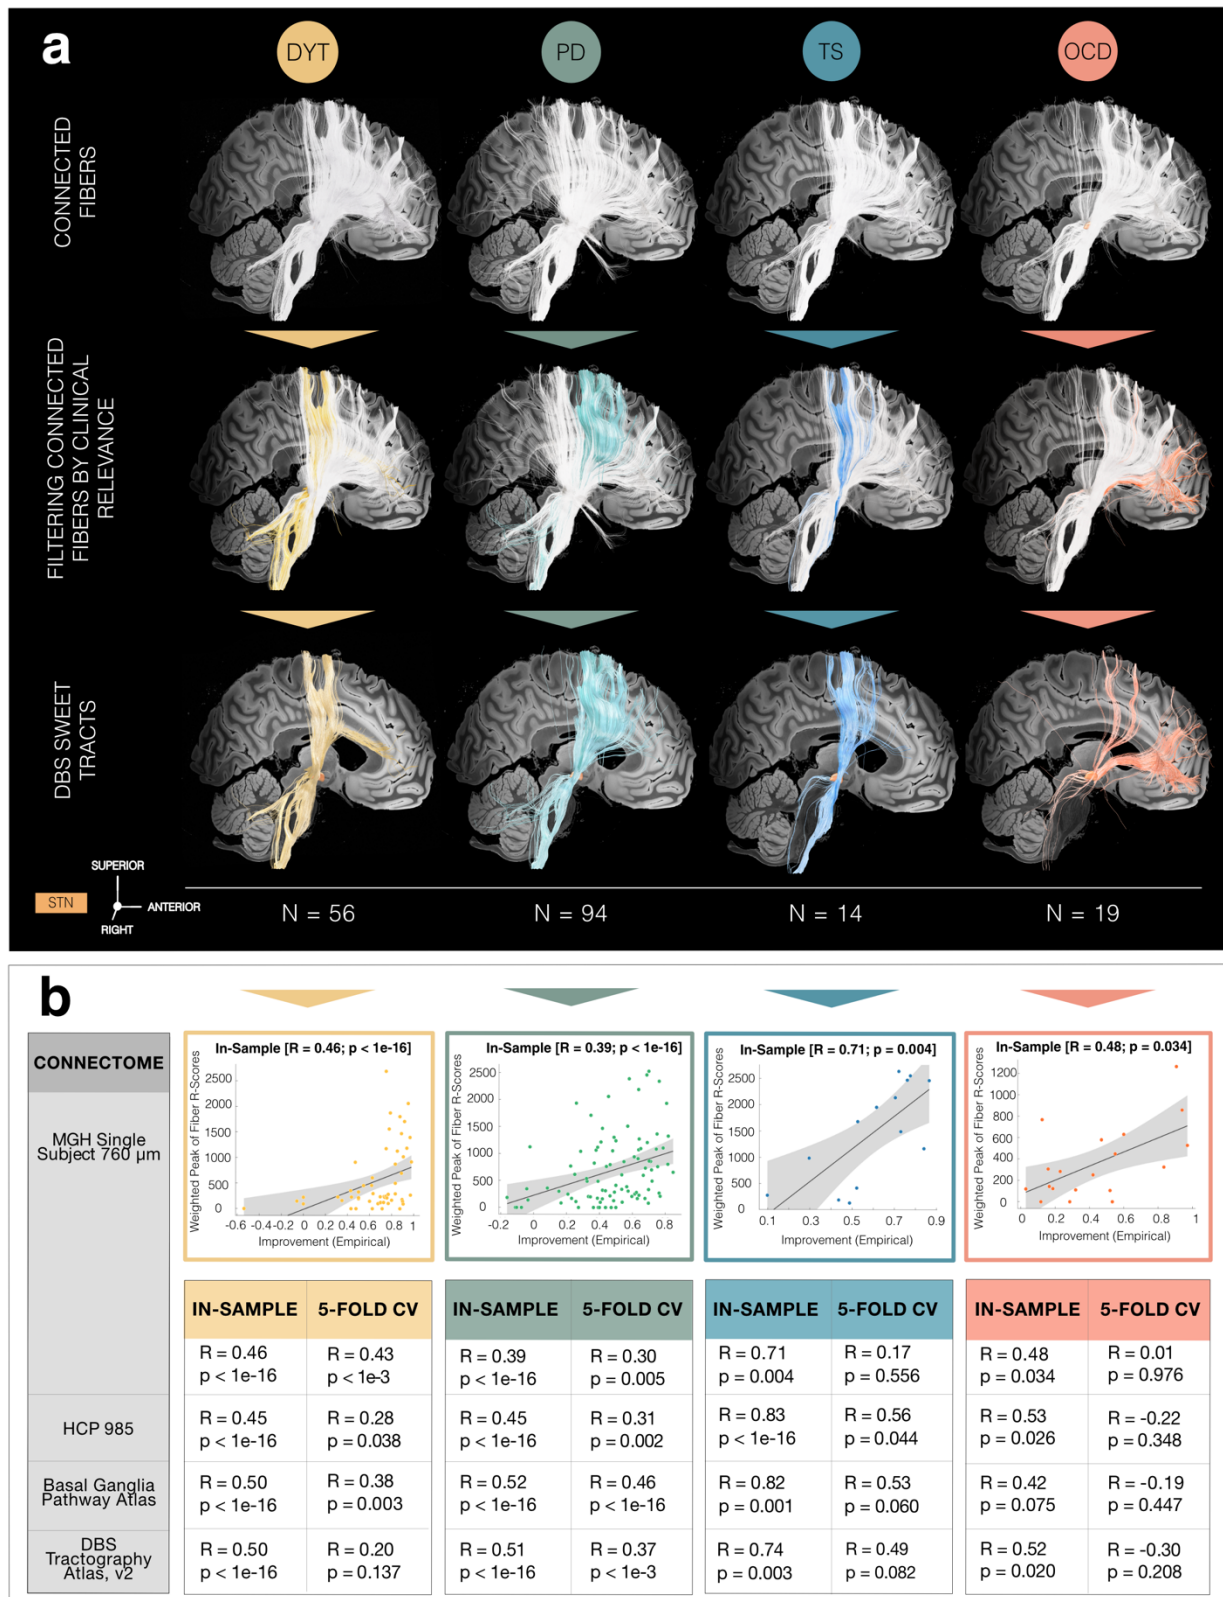 a
DYT
PD
TS
OCD
CONNECTED
FIBERS
FILTERING CONNECTED
FIBERS BY CLINICAL
RELEVANCE
DBS SWEET
TRACTS
SUPERIOR
STN
ANTERIOR
RIGHT
N = 56
N = 94
N = 14
N = 19
b
CONNECTOME
MGH Single
Subject 760 µm
In-Sample [R = 0.46; p < 1e-16]
Weighted Peak of Fiber R-Scores
2500
2000
1500
1000
500
0
-0.6 -0.4 -0.2 0 0.2 0.4 0.6 0.8 1
Improvement (Empirical)
In-Sample [R = 0.39; p < 1e-16]
Weighted Peak of Fiber R-Scores
2500
2000
1500
1000
500
0
-0.2 0 0.2 0.4 0.6 0.8
Improvement (Empirical)
In-Sample [R = 0.71; p = 0.004]
Weighted Peak of Fiber R-Scores
2500
2000
1500
1000
500
0
0.1 0.3 0.5 0.7 0.9
Improvement (Empirical)
In-Sample [R = 0.48; p = 0.034]
Weighted Peak of Fiber R-Scores
1200
1000
800
600
400
200
0
0 0.2 0.4 0.6 0.8 1
Improvement (Empirical)
IN-SAMPLE 5-FOLD CV IN-SAMPLE 5-FOLD CV IN-SAMPLE 5-FOLD CV IN-SAMPLE 5-FOLD CV
R = 0.46 R = 0.43 R = 0.39 R = 0.30 R = 0.71 R = 0.17 R = 0.48 R = 0.01
p < 1e-16 p < 1e-3 p < 1e-16 p = 0.005 p = 0.004 p = 0.556 p = 0.034 p = 0.976
HCP 985
R = 0.45 R = 0.28 R = 0.45 R = 0.31 R = 0.83 R = 0.56 R = 0.53 R = -0.22
p < 1e-16 p = 0.038 p < 1e-16 p = 0.002 p < 1e-16 p = 0.044 p = 0.026 p = 0.348
Basal Ganglia
Pathway Atlas
R = 0.50 R = 0.38 R = 0.52 R = 0.46 R = 0.82 R = 0.53 R = 0.42 R = -0.19
p < 1e-16 p = 0.003 p < 1e-16 p < 1e-16 p = 0.001 p = 0.060 p = 0.075 p = 0.447
DBS
Tractography
Atlas, v2
R = 0.50 R = 0.20 R = 0.51 R = 0.37 R = 0.74 R = 0.49 R = 0.52 R = -0.30
p < 1e-16 p = 0.137 p < 1e-16 p < 1e-3 p = 0.003 p = 0.082 p = 0.020 p = 0.208